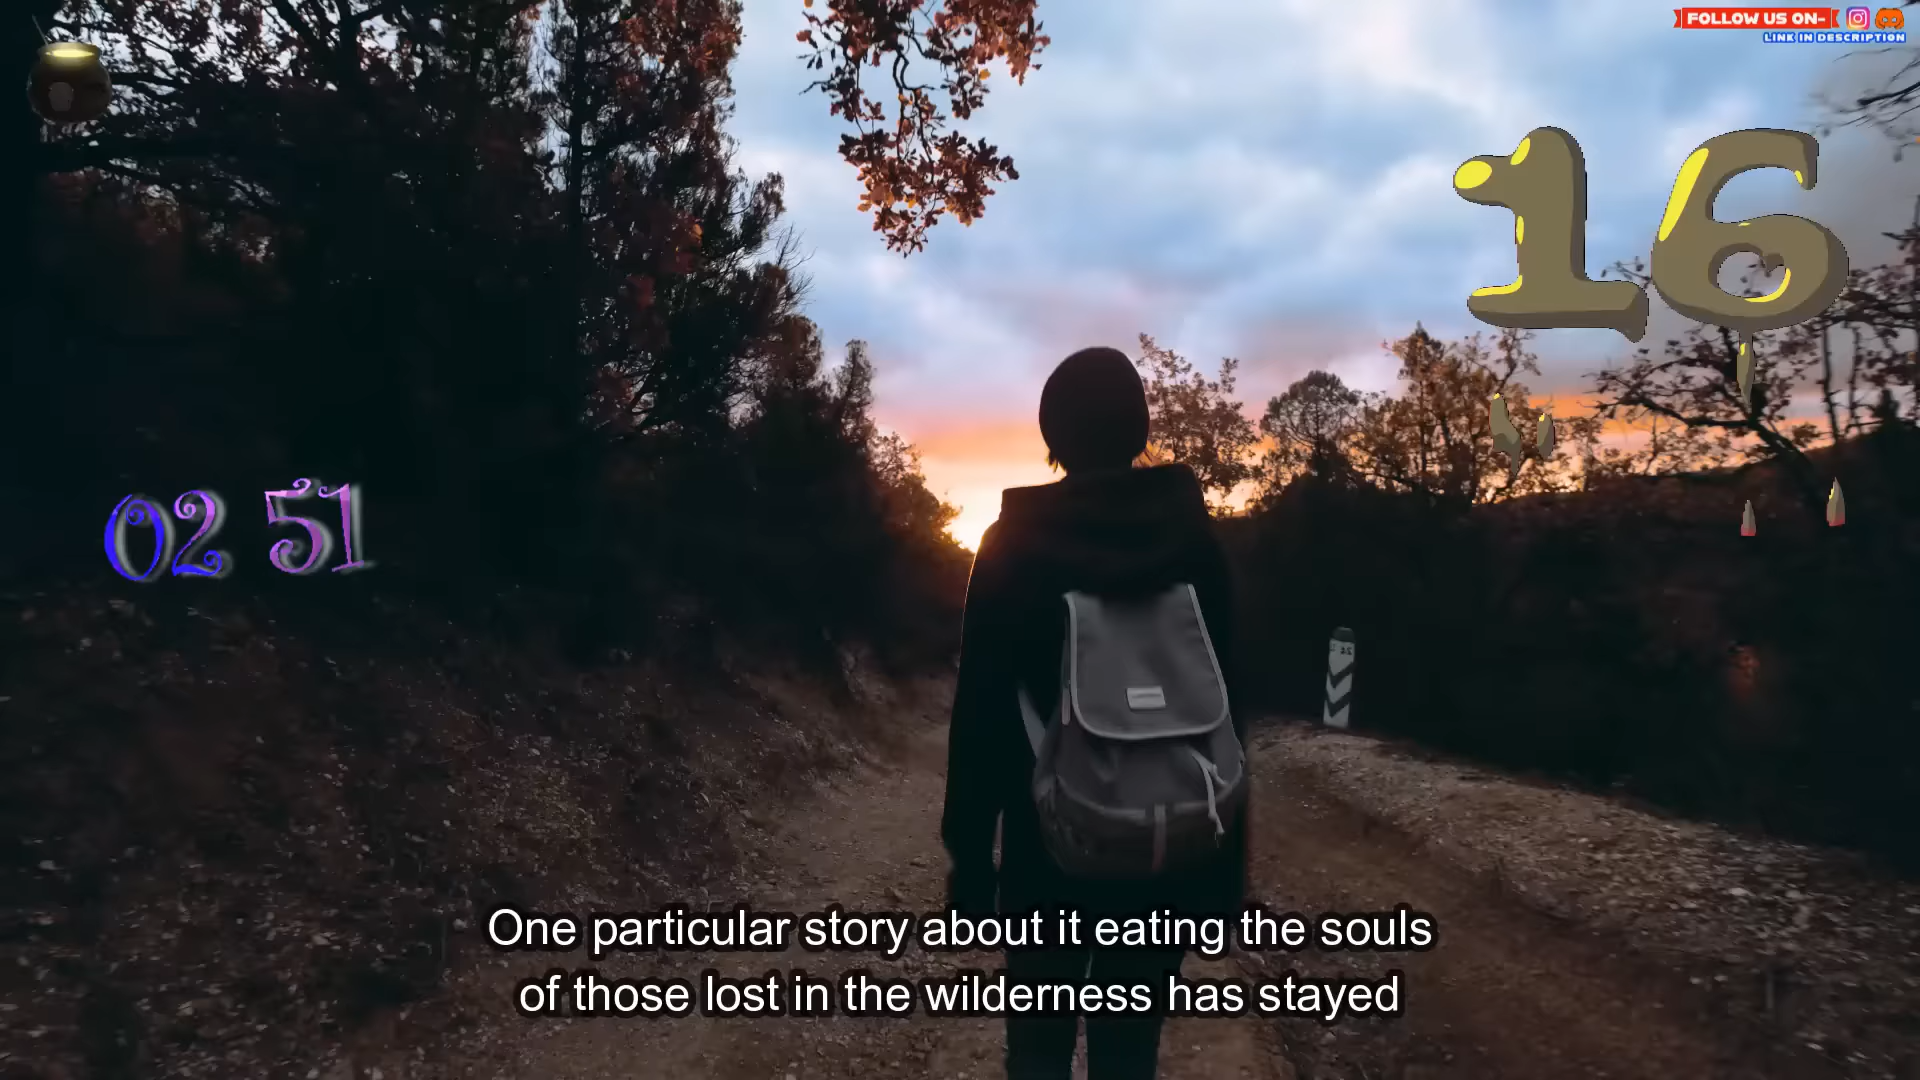 FOLLOW US ON-
LINK IN DESCRIPTION
16
02 51
One particular story about it eating the souls
of those lost in the wilderness has stayed